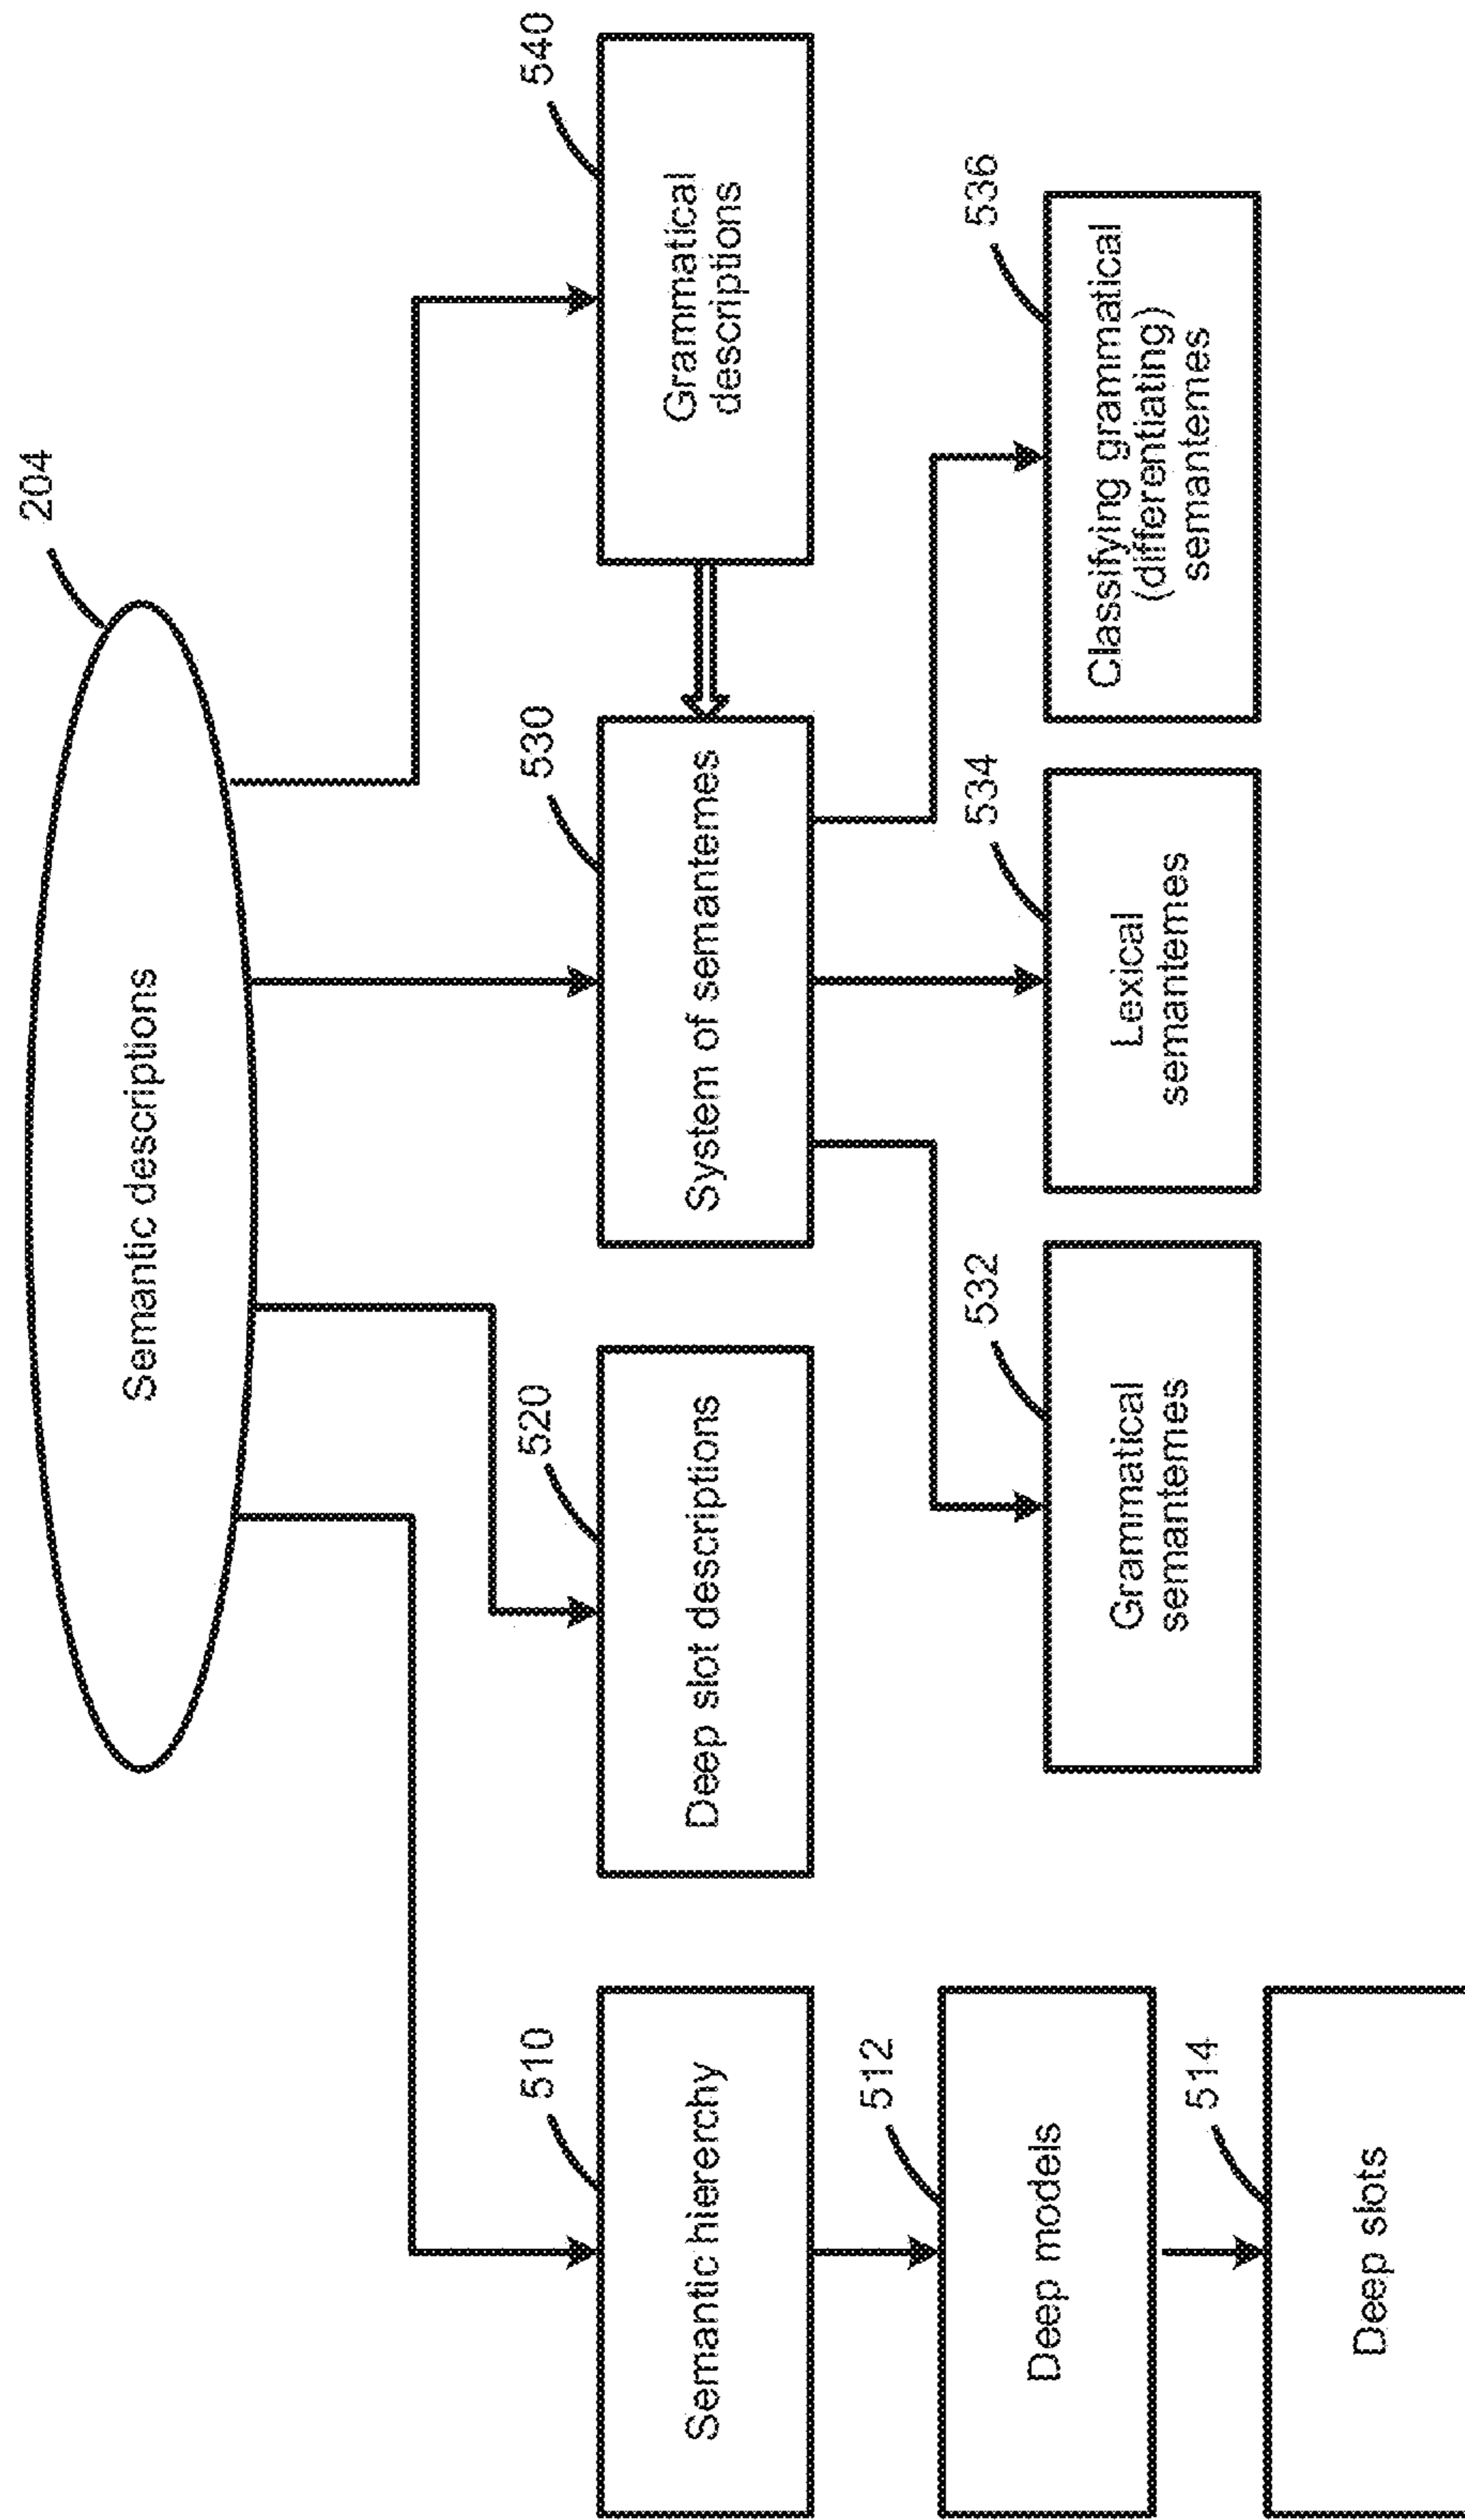 204
Semantic descriptions
510
Semantic hiererchy
520
Deep slot descriptions
530
System of semantemes
540
Grammatical
descriptions
512
Deep models
532
Grammatical
semantemes
534
Lexical
semantemes
536
Classifying grammatical
(differentiating)
semantemes
514
Deep slots